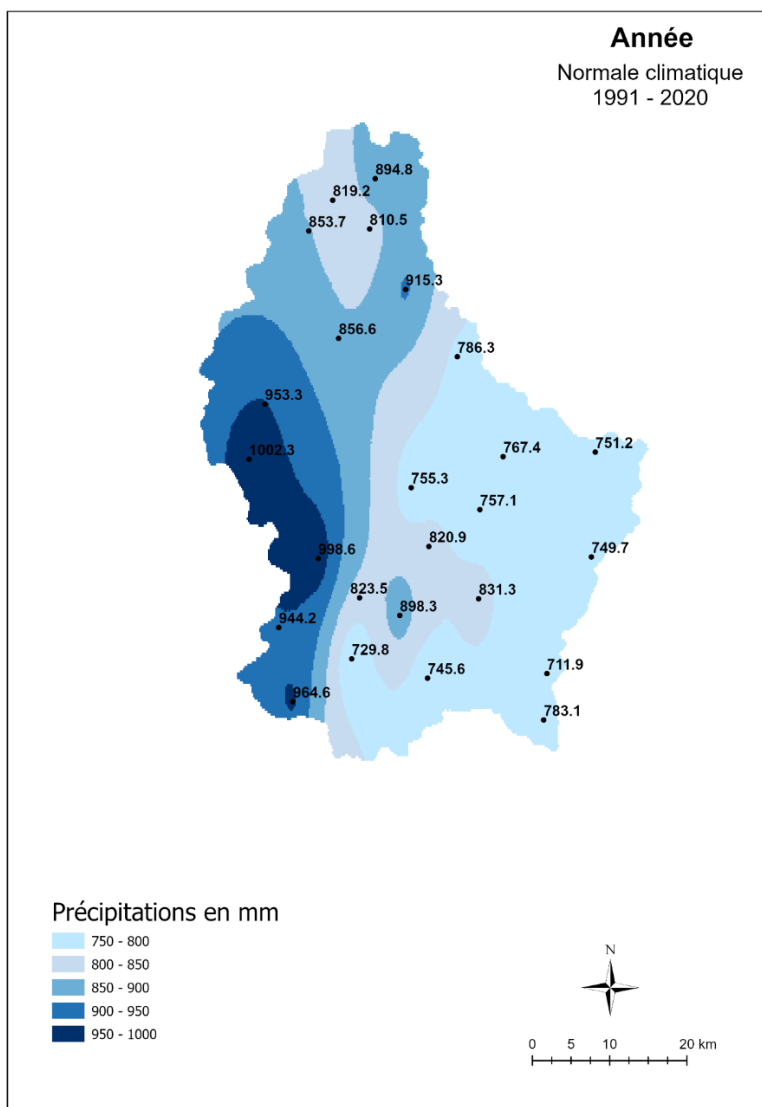 Année
Normale climatique
1991 - 2020
894.8
819.2
853.7
810.5
915.3
856.6
786.3
953.3
1002.3
767.4
751.2
755.3
757.1
820.9
998.6
749.7
823.5
831.3
898.3
944.2
729.8
745.6
711.9
964.6
783.1
Précipitations en mm
750 - 800
800 - 850
850 - 900
900 - 950
950 - 1000
N
0 5 10 20 km